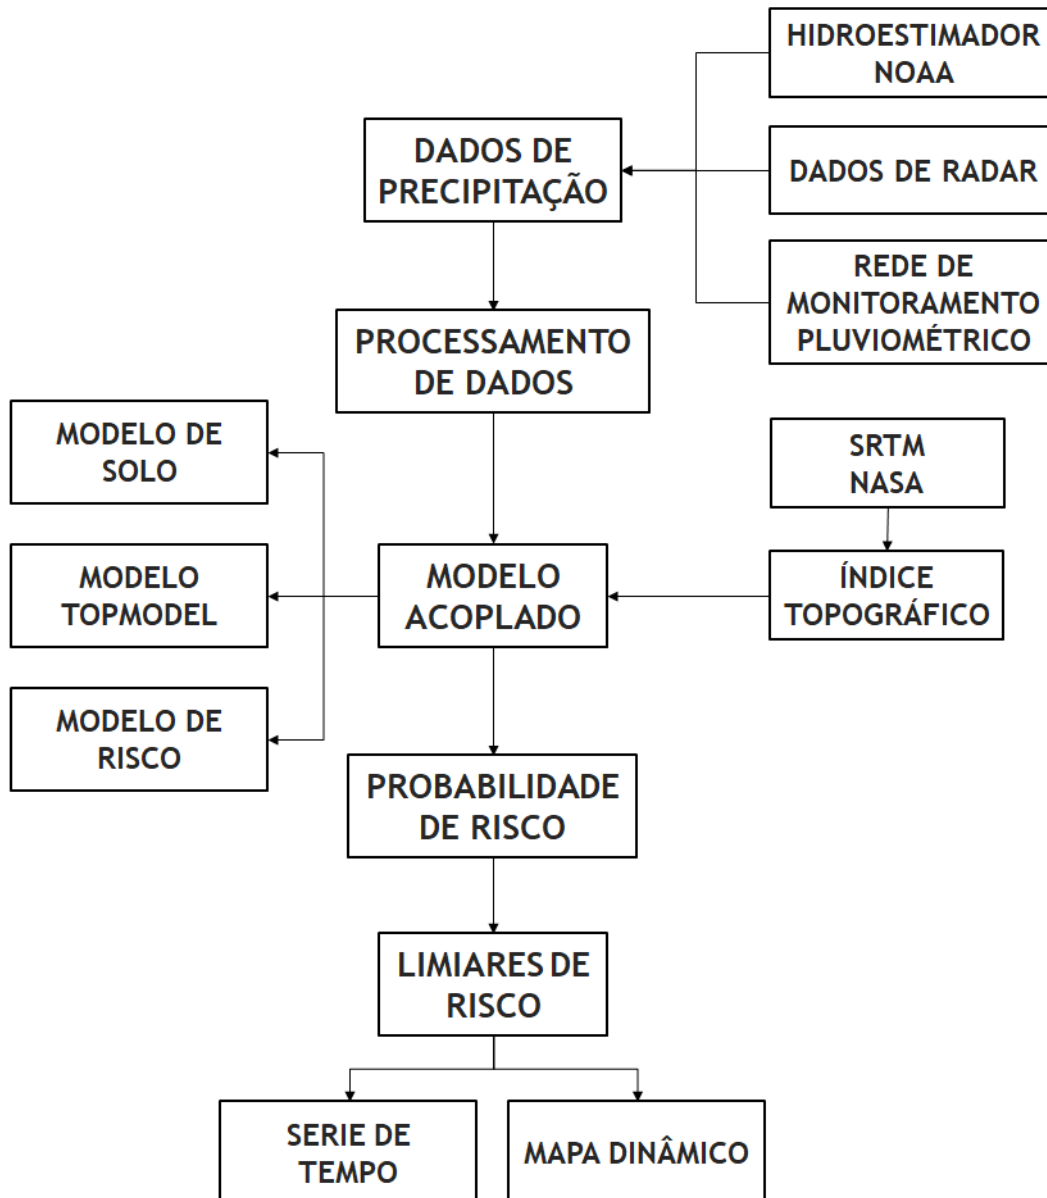 HIDROESTIMADOR
NOAA
DADOS DE
PRECIPITAÇÃO
DADOS DE RADAR
REDE DE
MONITORAMENTO
PLUVIOMÉTRICO
PROCESSAMENTO
DE DADOS
MODELO DE
SOLO
SRTM
NASA
MODELO
TOPMODEL
MODELO
ACOPLADO
ÍNDICE
TOPOGRÁFICO
MODELO DE
RISCO
PROBABILIDADE
DE RISCO
LIMIARES DE
RISCO
SERIE DE
TEMPO
MAPA DINÂMICO